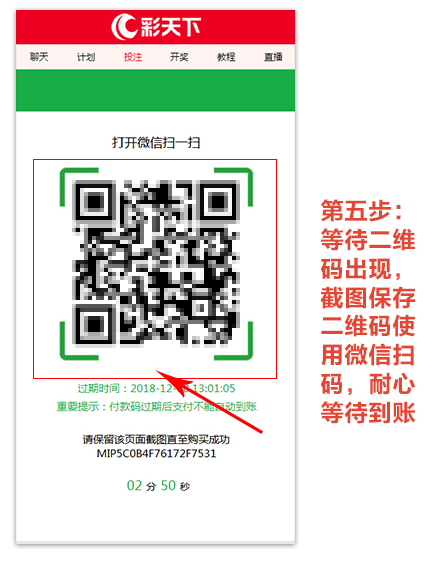 彩天下
聊天 计划 投注 开奖 教程 直播
打开微信扫一扫
过期时间：2018-12- 13:01:05
重要提示：付款码过期后支付不能自动到账
请保留该页面截图直至购买成功
MIP5C0B4F76172F7531
02 分 50 秒
第五步：
等待二维
码出现，
截图保存
二维码使
用微信扫
码，耐心
等待到账